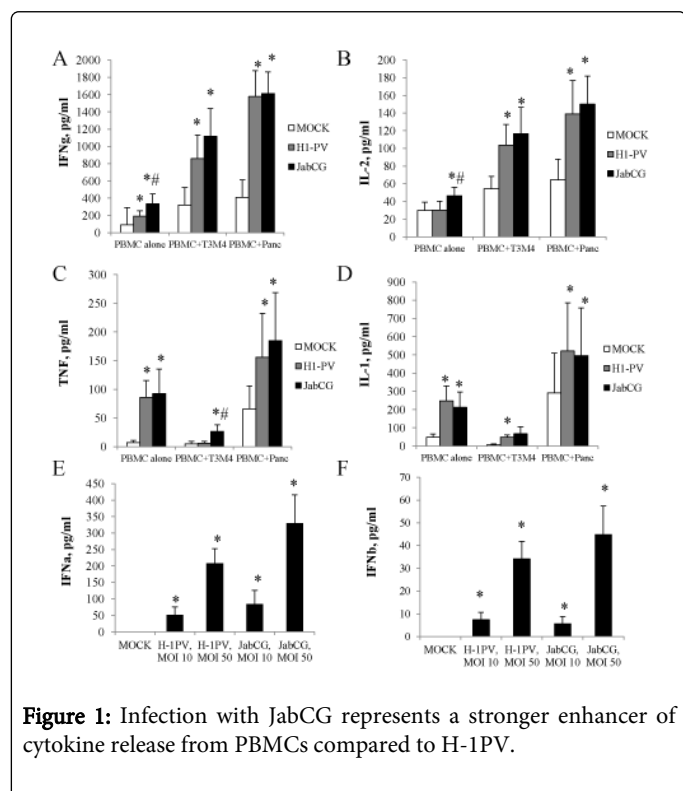 A
IFNg, pg/ml
2000
1800
1600
1400
1200
1000
800
600
400
200
0
*
*#
*
*
*
*
PBMC alone
PBMC+T3M4
PBMC+Panc
MOCK
H1-PV
JabCG
B
IL-2, pg/ml
200
180
160
140
120
100
80
60
40
20
0
*#
*
*
*
*
PBMC alone
PBMC+T3M4
PBMC+Panc
MOCK
H1-PV
JabCG
C
TNF, pg/ml
300
250
200
150
100
50
0
*
*
*#
*
*
PBMC alone
PBMC+T3M4
PBMC+Panc
MOCK
H1-PV
JabCG
D
IL-1, pg/ml
900
800
700
600
500
400
300
200
100
0
*
*
*
*
*
PBMC alone
PBMC+T3M4
PBMC+Panc
MOCK
H1-PV
JabCG
E
IFNa, pg/ml
450
400
350
300
250
200
150
100
50
0
*
*
*
*
MOCK
H-1PV, MOI 10
H-1PV, MOI 50
JabCG, MOI 10
JabCG, MOI 50
F
IFNb, pg/ml
70
60
50
40
30
20
10
0
*
*
*
*
MOCK
H-1PV, MOI 10
H-1PV, MOI 50
JabCG, MOI 10
JabCG, MOI 50
Figure 1: Infection with JabCG represents a stronger enhancer of
cytokine release from PBMCs compared to H-1PV.